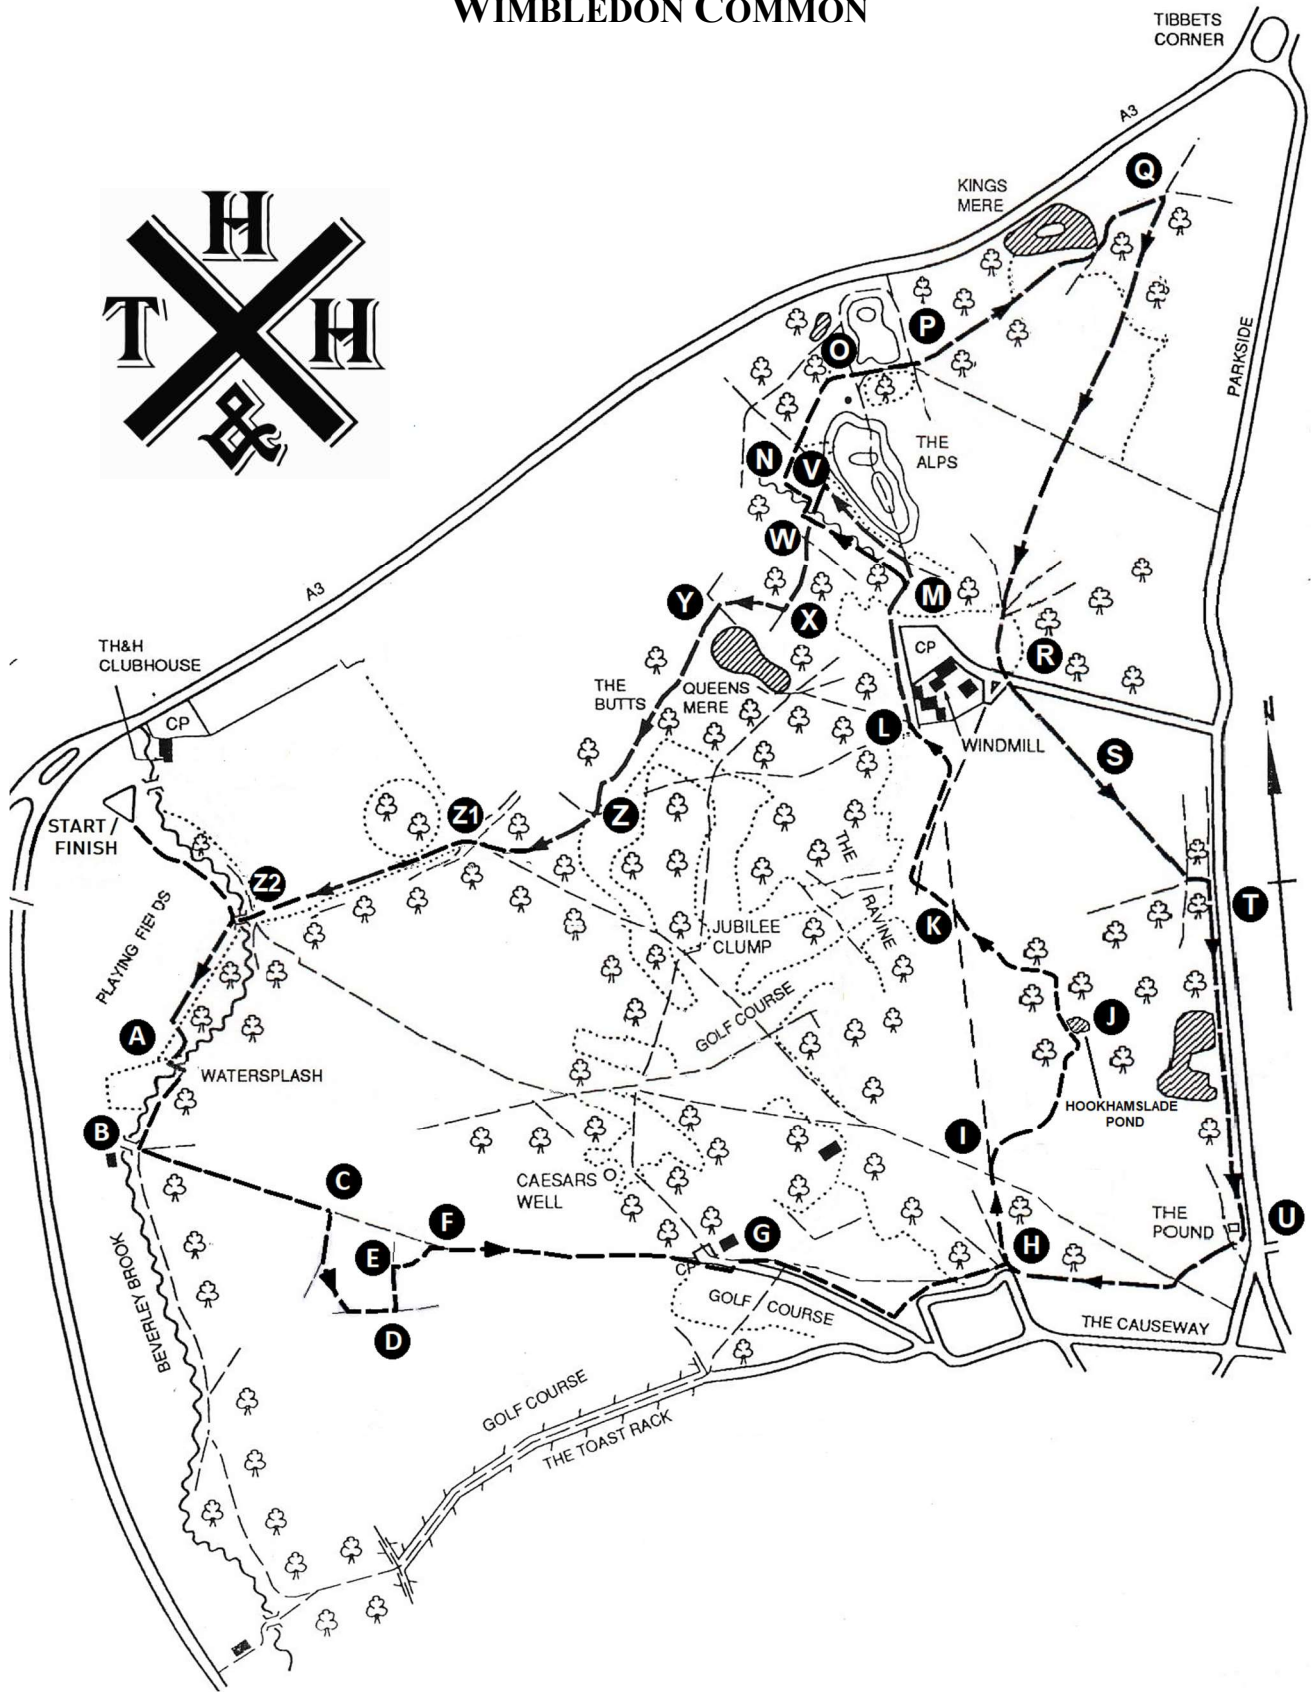 WIMBLEDON COMMON
TIBBETS
CORNER
A3
Q
KINGS
MERE
H
T
H
&
PARKSIDE
P
O
THE
ALPS
N
V
W
A3
M
Y
X
TH&H
CLUBHOUSE
CP
R
CP
THE
BUTTS
QUEENS
MERE
L
WINDMILL
S
START /
FINISH
Z1
Z
THE
RAVINE
Z2
T
PLAYING FIELDS
JUBILEE
CLUMP
K
GOLF COURSE
J
A
WATERSPLASH
HOOKHAMSLADE
POND
B
I
C
CAESARS
WELL
THE
POUND
U
F
E
G
H
CP
BEVERLEY BROOK
GOLF COURSE
D
THE CAUSEWAY
GOLF COURSE
THE TOAST RACK